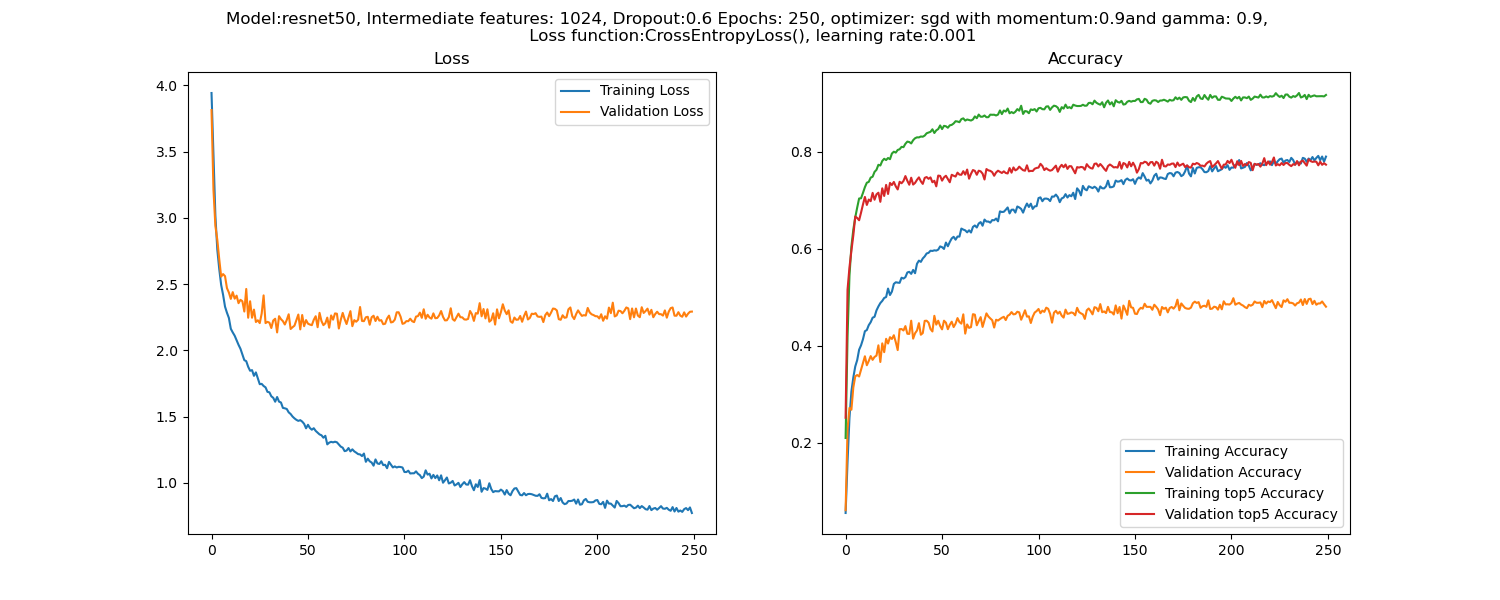 Model:resnet50, Intermediate features: 1024, Dropout:0.6 Epochs: 250, optimizer: sgd with momentum:0.9and gamma: 0.9,
Loss function:CrossEntropyLoss(), learning rate:0.001
Loss
4.0
3.5
3.0
2.5
2.0
1.5
1.0
0 50 100 150 200 250
Training Loss
Validation Loss
Accuracy
0.8
0.6
0.4
0.2
0 50 100 150 200 250
Training Accuracy
Validation Accuracy
Training top5 Accuracy
Validation top5 Accuracy